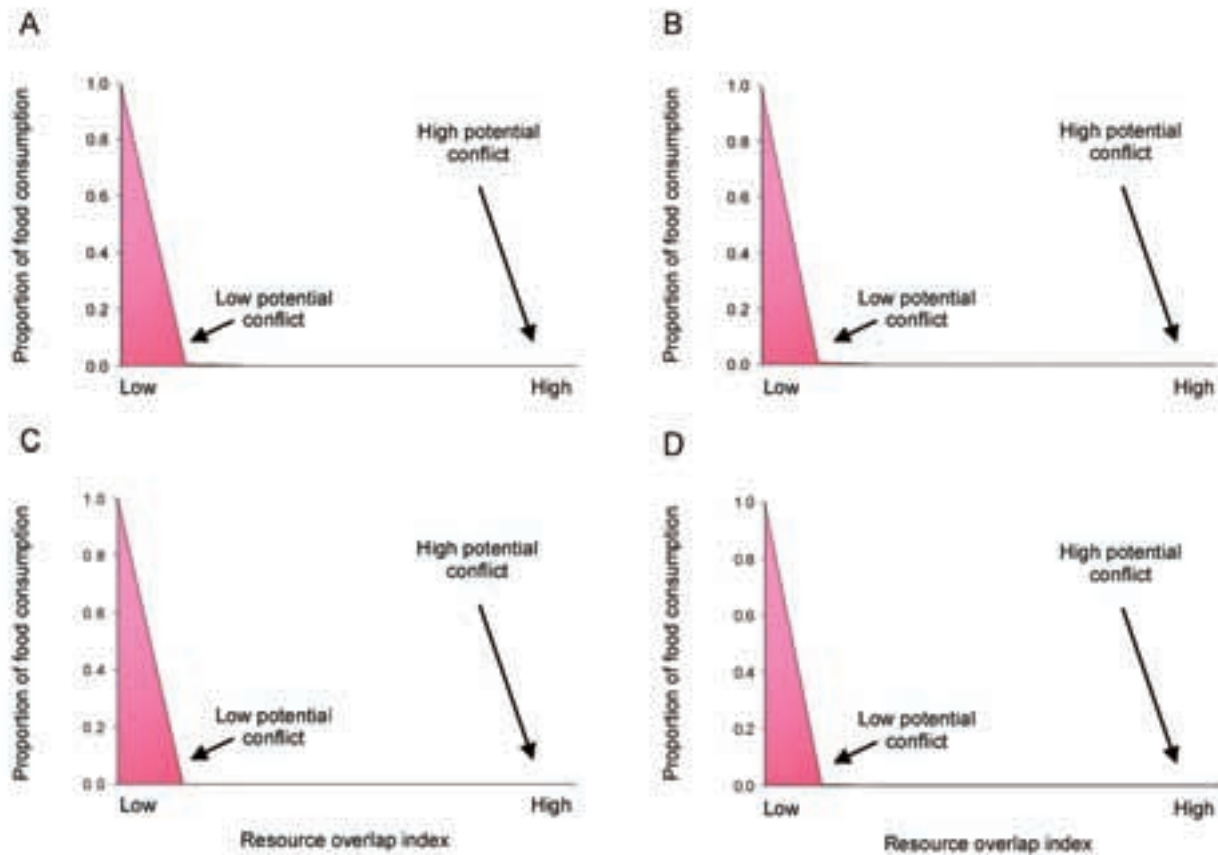 A
Proportion of food consumption
1.0
0.8
0.6
0.4
0.2
0.0
High potential
conflict
Low potential
conflict
Low
High
B
Proportion of food consumption
1.0
0.8
0.6
0.4
0.2
0.0
High potential
conflict
Low potential
conflict
Low
High
C
Proportion of food consumption
1.0
0.8
0.6
0.4
0.2
0.0
High potential
conflict
Low potential
conflict
Low
High
Resource overlap index
D
Proportion of food consumption
1.0
0.8
0.6
0.4
0.2
0.0
High potential
conflict
Low potential
conflict
Low
High
Resource overlap index